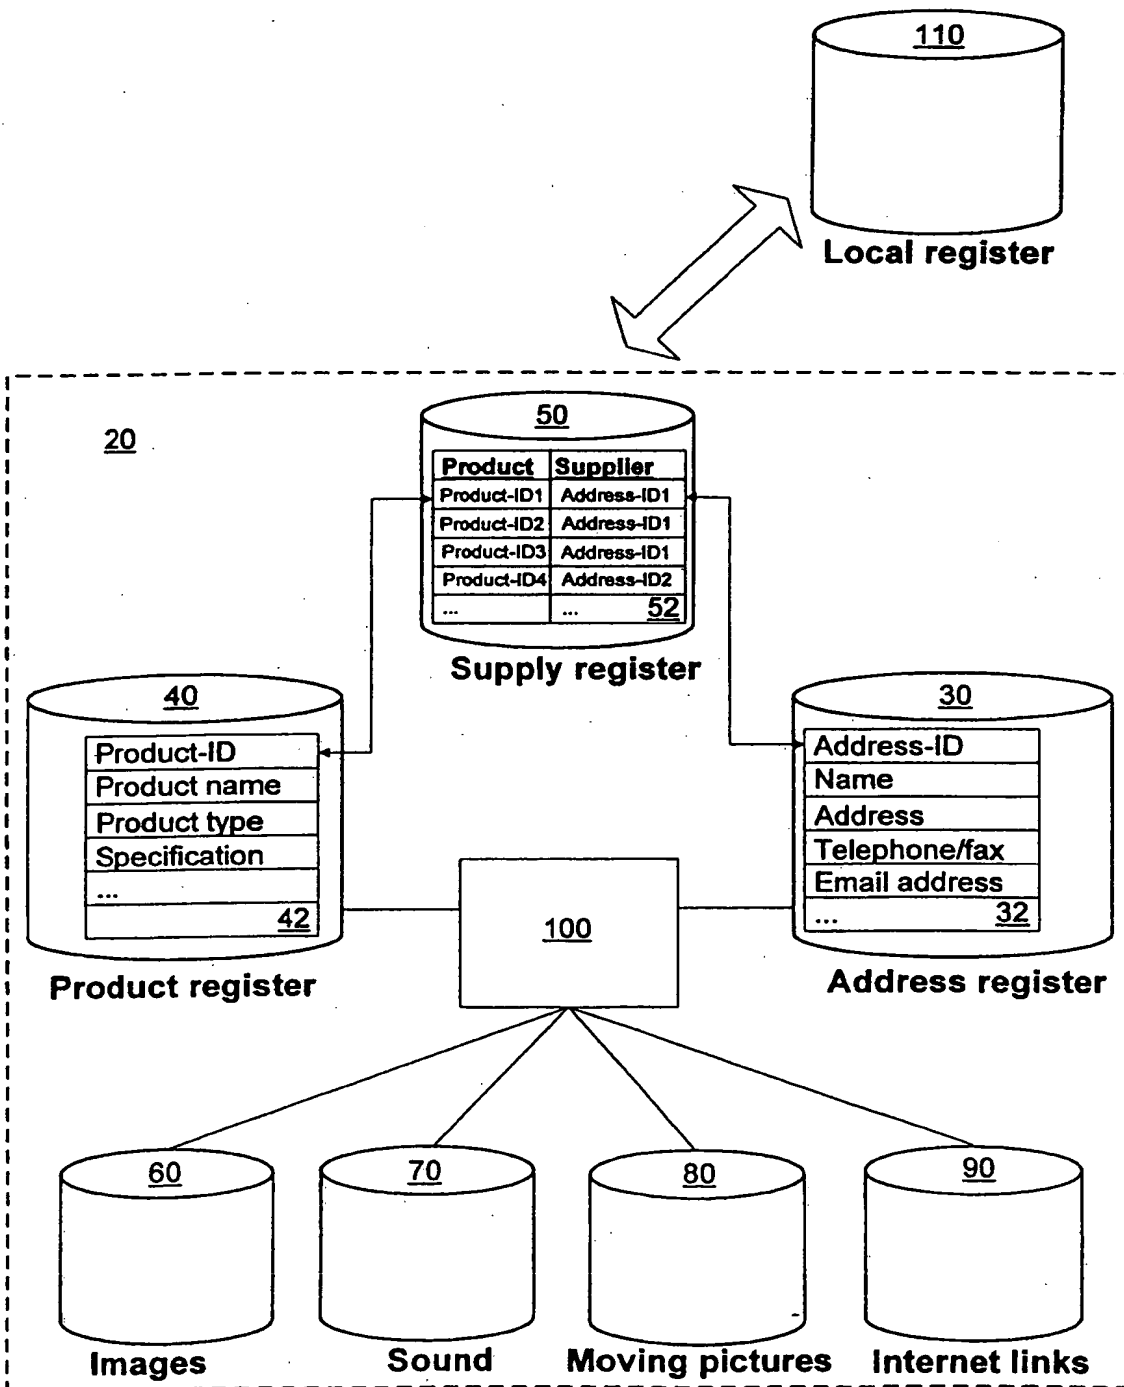 110
Local register
20
50
Product Supplier
Product-ID1 Address-ID1
Product-ID2 Address-ID1
Product-ID3 Address-ID1
Product-ID4 Address-ID2
... ... 52
Supply register
40
Product-ID
Product name
Product type
Specification
...
42
Product register
30
Address-ID
Name
Address
Telephone/fax
Email address
... 32
Address register
100
60
Images
70
Sound
80
Moving pictures
90
Internet links